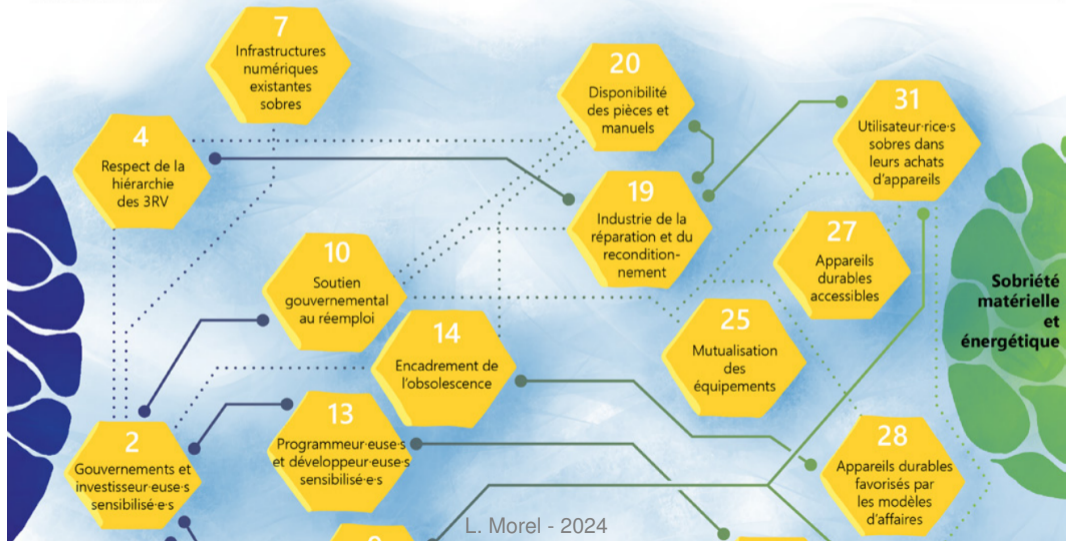 7
Infrastructures
numériques
existantes
sobres
20
Disponibilité
des pièces et
manuels
31
Utilisateur·rice·s
sobres dans
leurs achats
d'appareils
4
Respect de la
hiérarchie
des 3RV
19
Industrie de la
réparation et du
recondition-
nement
27
Appareils
durables
accessibles
10
Soutien
gouvernemental
au réemploi
Sobriété
matérielle
et
énergétique
14
Encadrement de
l'obsolescence
25
Mutualisation
des
équipements
13
Programmeur·euse·s
et développeur·euse·s
sensibilisé·e·s
2
Gouvernements et
investisseur·euse·s
sensibilisé·e·s
28
Appareils durables
favorisés par
les modèles
d'affaires
L. Morel - 2024